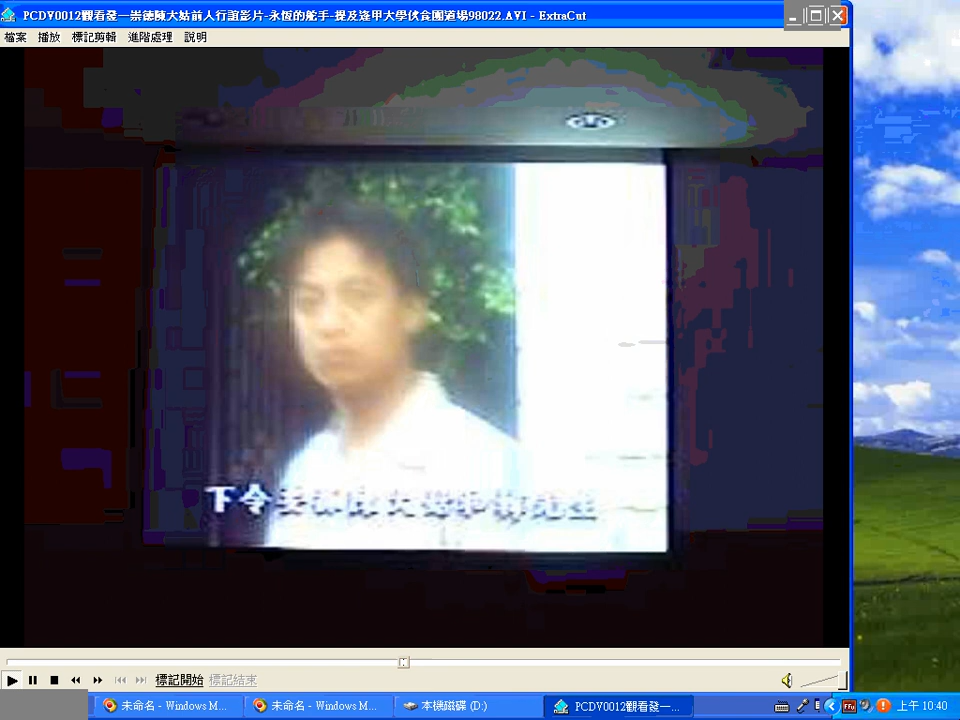 PCDV0012觀看發一崇德陳大姑前人行誼影片-永恆的舵手-提及逢甲大學伙食團道場98022.AVI - ExtraCut
檔案 播放 標記剪輯 進階處理 說明
下令
先生
標記開始 標記結束
未命名 - Windows M... 未命名 - Windows M... 本機磁碟 (D:) PCDV0012觀看發一... 上午 10:40